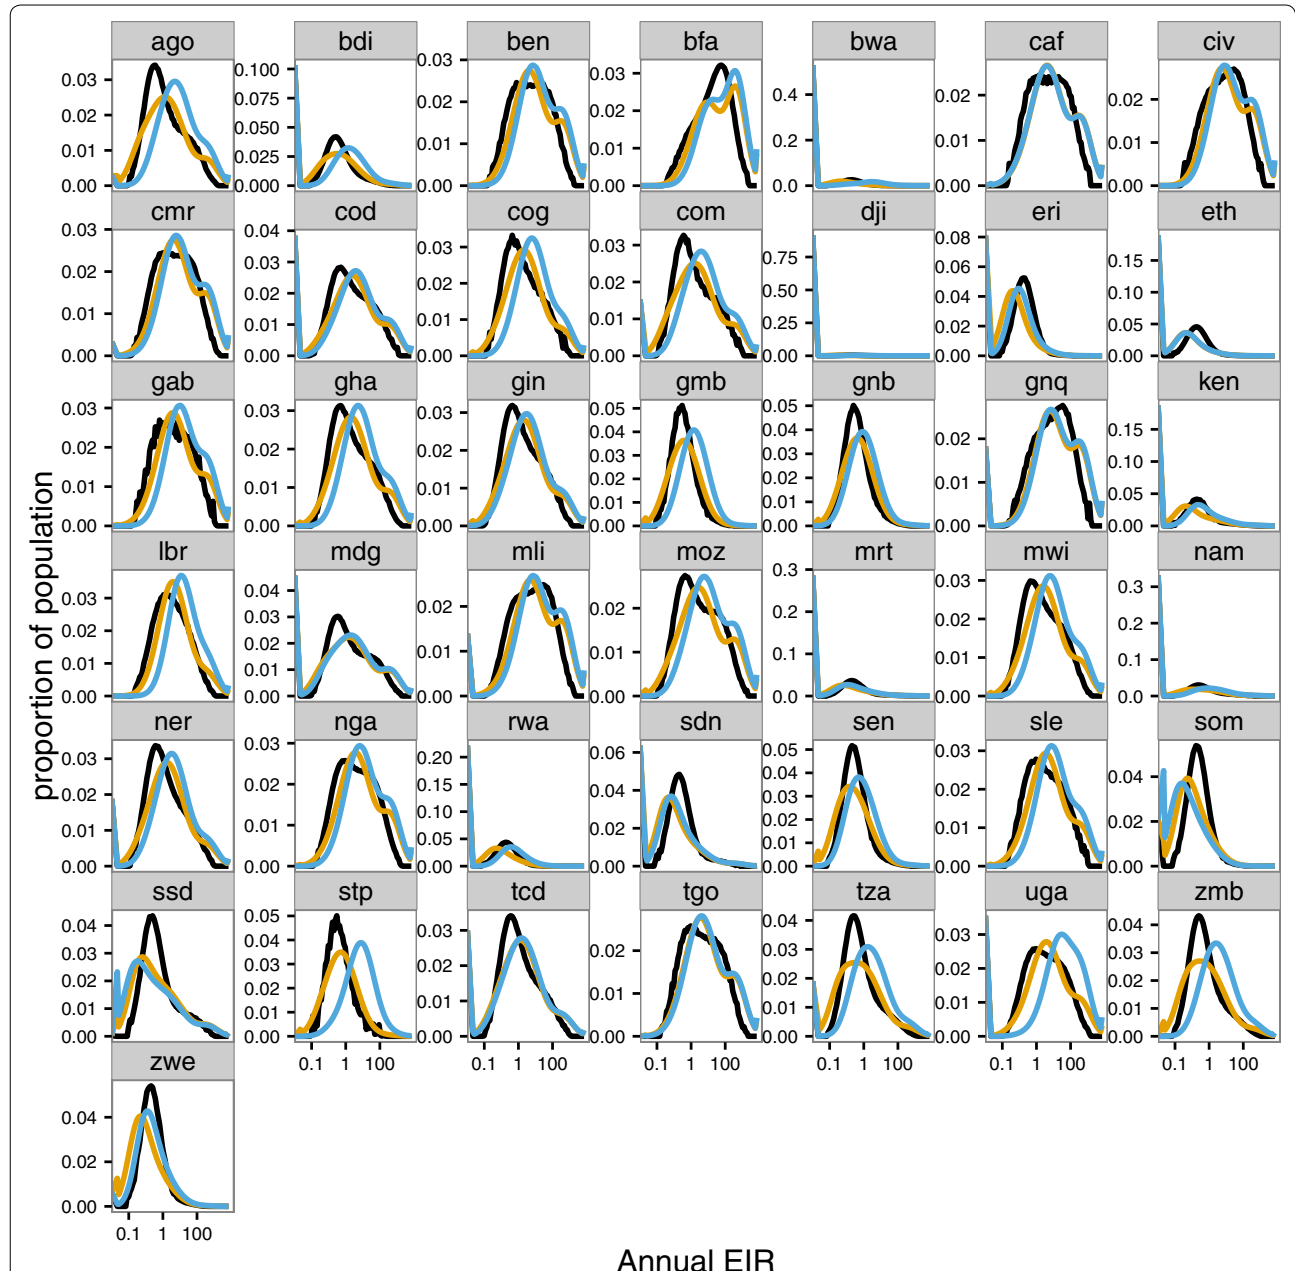 ago bdi ben bfa bwa caf civ
0.03 0.02 0.01 0.00
0.100 0.075 0.050 0.025 0.000
0.03 0.02 0.01 0.00
0.03 0.02 0.01 0.00
0.4 0.2 0.0
0.02 0.01 0.00
0.02 0.01 0.00
cmr cod cog com dji eri eth
0.03 0.02 0.01 0.00
0.04 0.03 0.02 0.01 0.00
0.03 0.02 0.01 0.00
0.03 0.02 0.01 0.00
0.75 0.50 0.25 0.00
0.08 0.06 0.04 0.02 0.00
0.15 0.10 0.05 0.00
gab gha gin gmb gnb gnq ken
0.03 0.02 0.01 0.00
0.03 0.02 0.01 0.00
0.03 0.02 0.01 0.00
0.05 0.04 0.03 0.02 0.01 0.00
0.05 0.04 0.03 0.02 0.01 0.00
0.02 0.01 0.00
0.15 0.10 0.05 0.00
proportion of population
lbr mdg mli moz mrt mwi nam
0.03 0.02 0.01 0.00
0.04 0.03 0.02 0.01 0.00
0.02 0.01 0.00
0.02 0.01 0.00
0.3 0.2 0.1 0.0
0.03 0.02 0.01 0.00
0.3 0.2 0.1 0.0
ner nga rwa sdn sen sle som
0.03 0.02 0.01 0.00
0.03 0.02 0.01 0.00
0.20 0.15 0.10 0.05 0.00
0.06 0.04 0.02 0.00
0.05 0.04 0.03 0.02 0.01 0.00
0.03 0.02 0.01 0.00
0.04 0.02 0.00
ssd stp tcd tgo tza uga zmb
0.04 0.03 0.02 0.01 0.00
0.05 0.04 0.03 0.02 0.01 0.00
0.03 0.02 0.01 0.00
0.02 0.01 0.00
0.04 0.03 0.02 0.01 0.00
0.03 0.02 0.01 0.00
0.04 0.03 0.02 0.01 0.00
0.1 1 100 0.1 1 100 0.1 1 100 0.1 1 100 0.1 1 100 0.1 1 100
zwe
0.04 0.02 0.00
0.1 1 100
Annual EIR